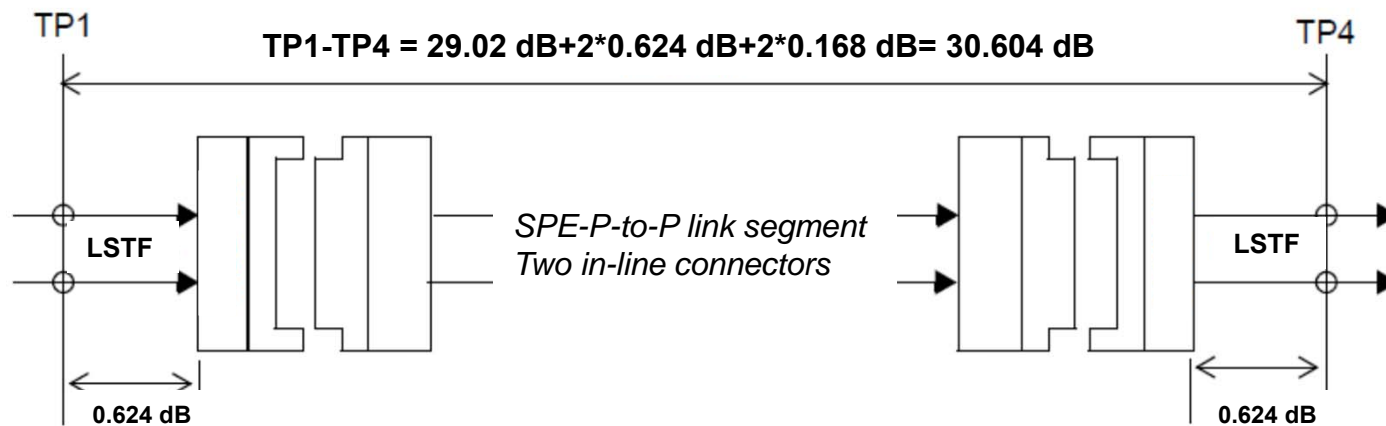 TP1
TP4
TP1-TP4 = 29.02 dB+2*0.624 dB+2*0.168 dB= 30.604 dB
LSTF
SPE-P-to-P link segment
Two in-line connectors
LSTF
0.624 dB
0.624 dB